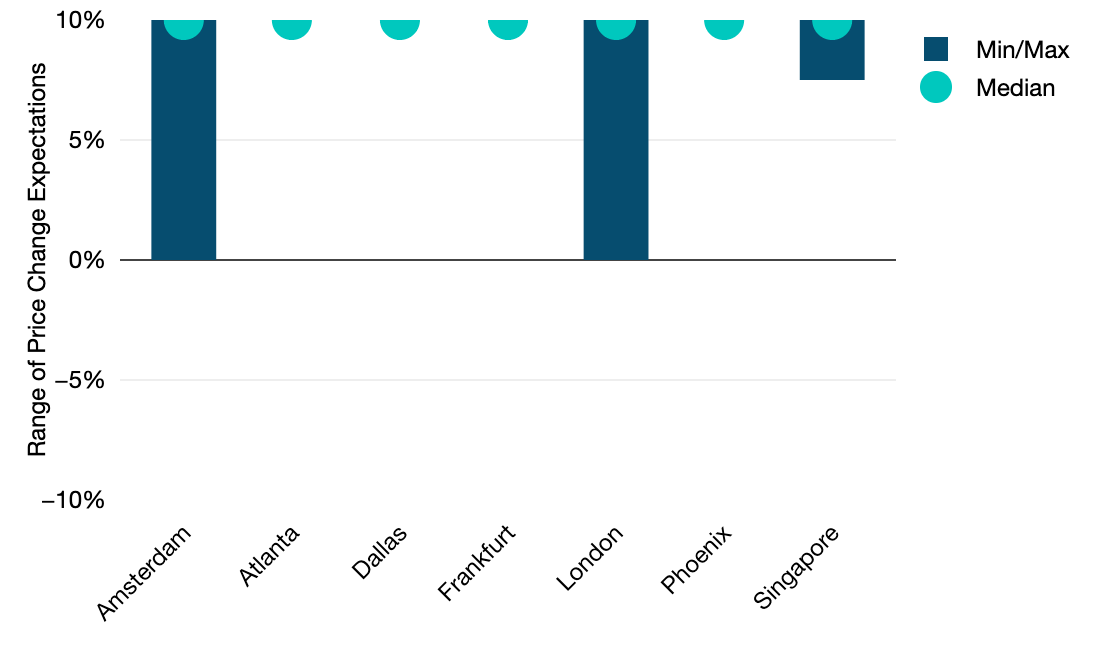 Range of Price Change Expectations
10%
5%
0%
−5%
−10%
Amsterdam
Atlanta
Dallas
Frankfurt
London
Phoenix
Singapore
Min/Max
Median